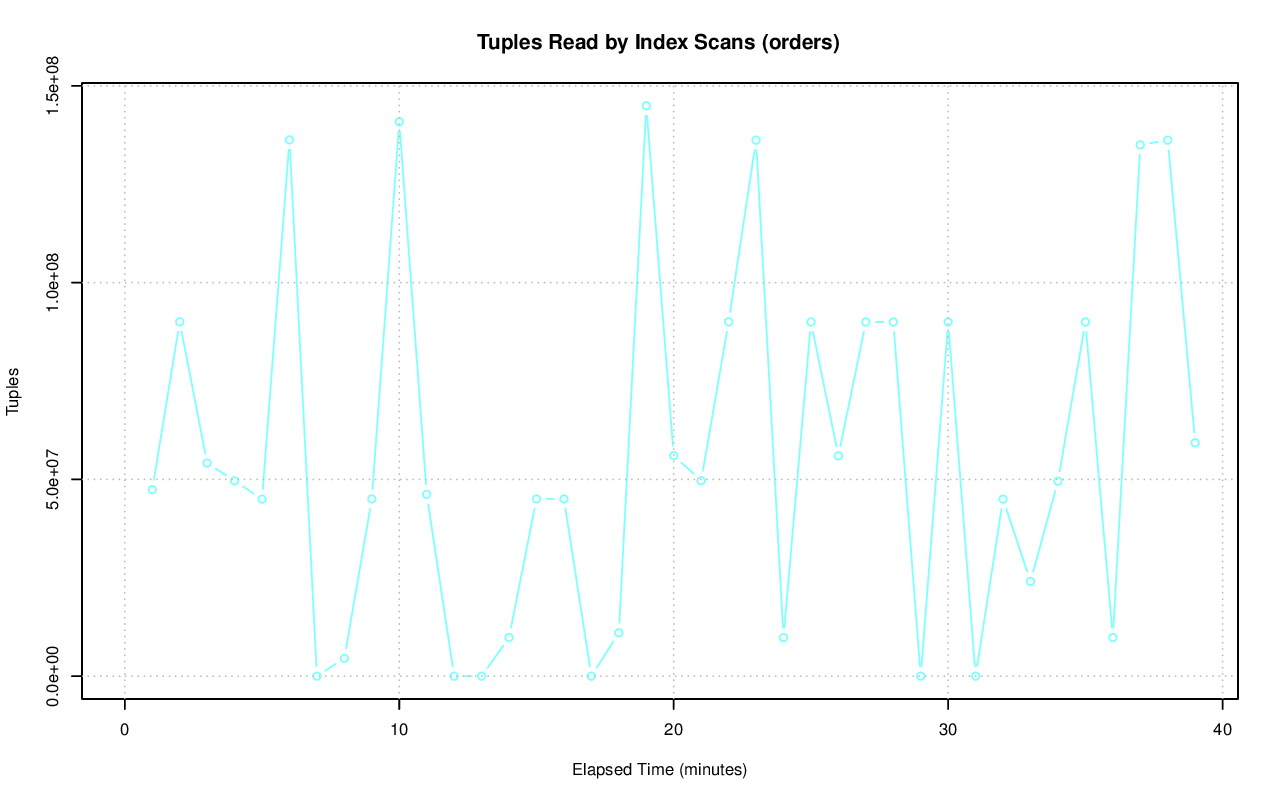 Tuples Read by Index Scans (orders)
1.5e+08
1.0e+08
5.0e+07
0.0e+00
Tuples
0 10 20 30 40
Elapsed Time (minutes)